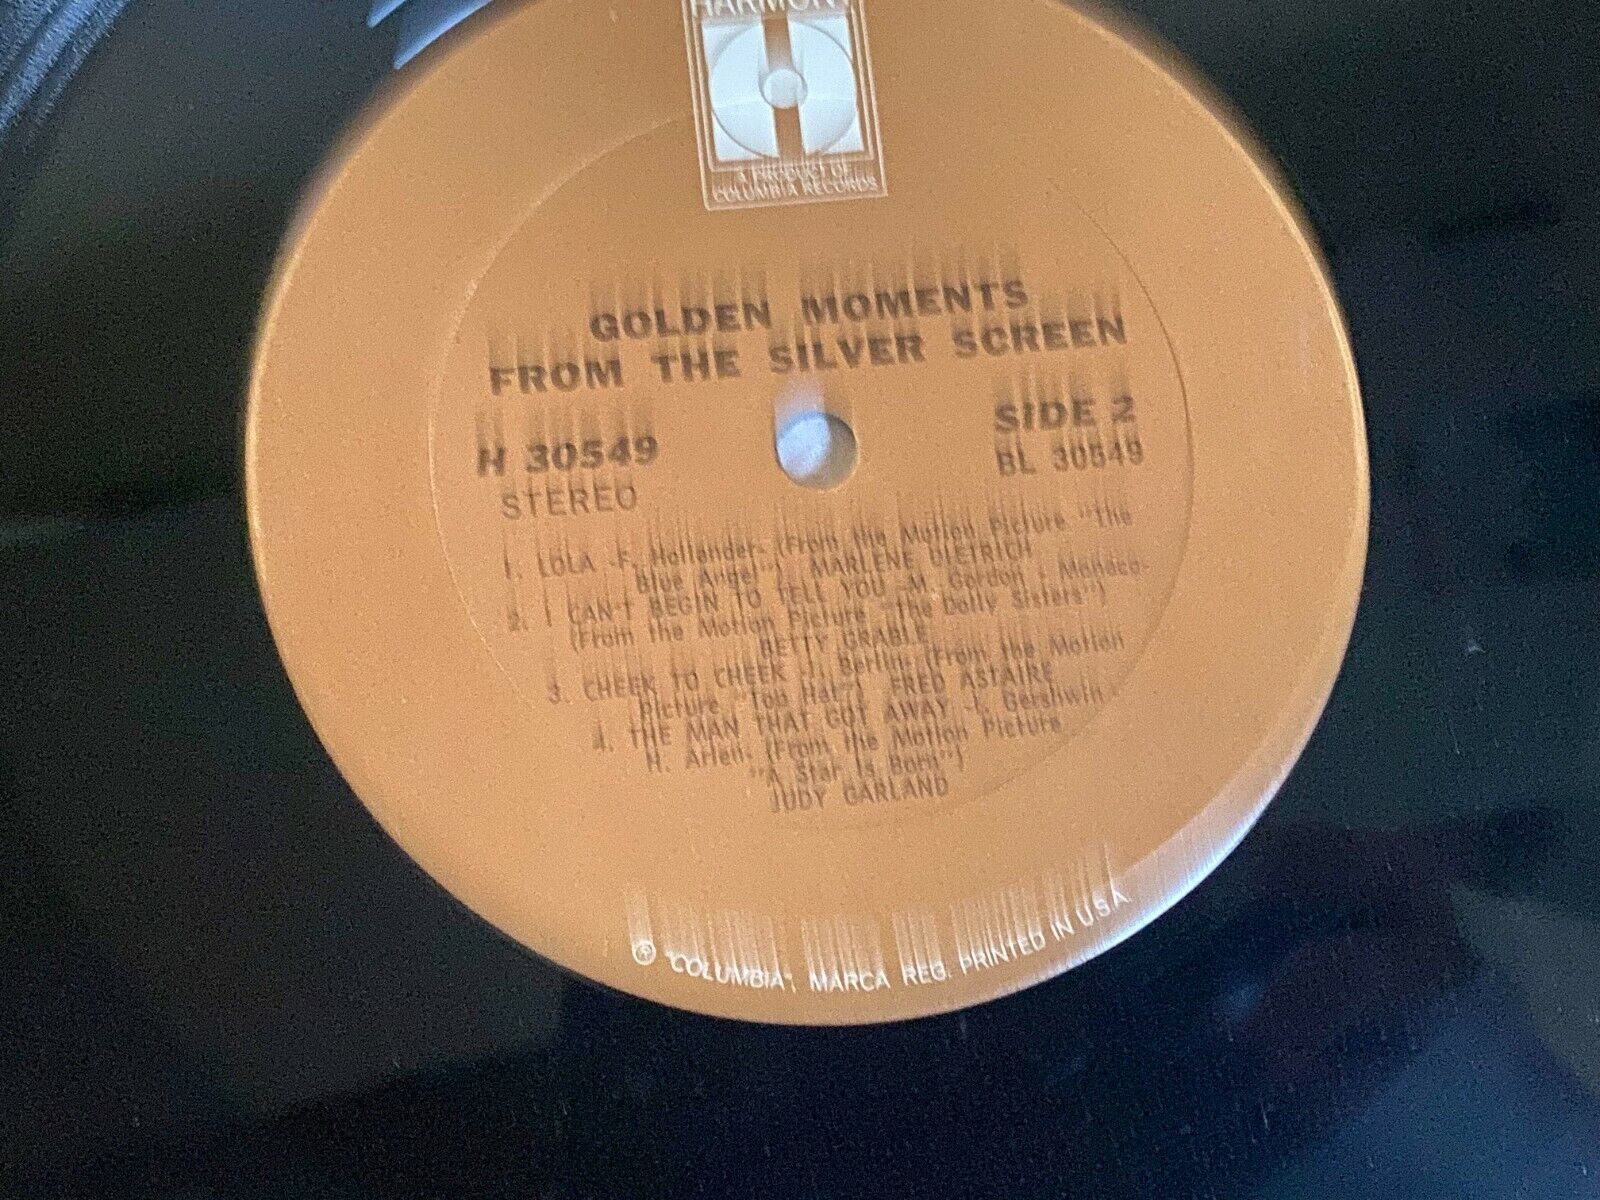 HARMONY
A PRODUCT OF
COLUMBIA RECORDS
GOLDEN MOMENTS
FROM THE SILVER SCREEN
H 30549
STEREO
SIDE 2
BL 30549
1. LOLA -F. Hollander- (From the Motion Picture "The
Blue Angel") MARLENE DIETRICH
2. I CAN'T BEGIN TO TELL YOU -M. Gordon - Monaco-
(From the Motion Picture "The Dolly Sisters")
BETTY GRABLE
3. CHEEK TO CHEEK -I. Berlin- (From the Motion
Picture "Top Hat") FRED ASTAIRE
4. THE MAN THAT GOT AWAY -I. Gershwin -
H. Arlen- (From the Motion Picture
"A Star Is Born")
JUDY GARLAND
℗ "COLUMBIA", MARCA REG. PRINTED IN U.S.A.